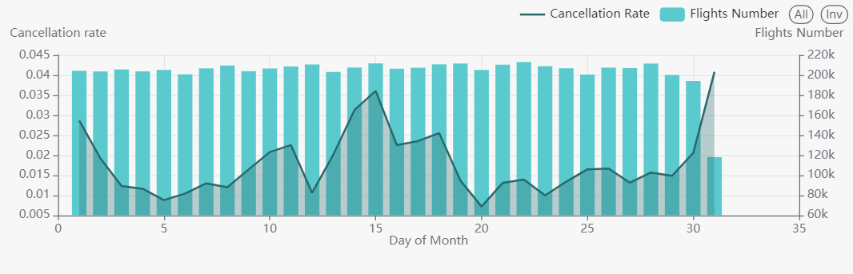 Cancellation Rate Flights Number All Inv
Cancellation rate Flights Number
0.045 220k
0.04 200k
0.035 180k
0.03 160k
0.025 140k
0.02 120k
0.015 100k
0.01 80k
0.005 60k
0 5 10 15 20 25 30 35
Day of Month